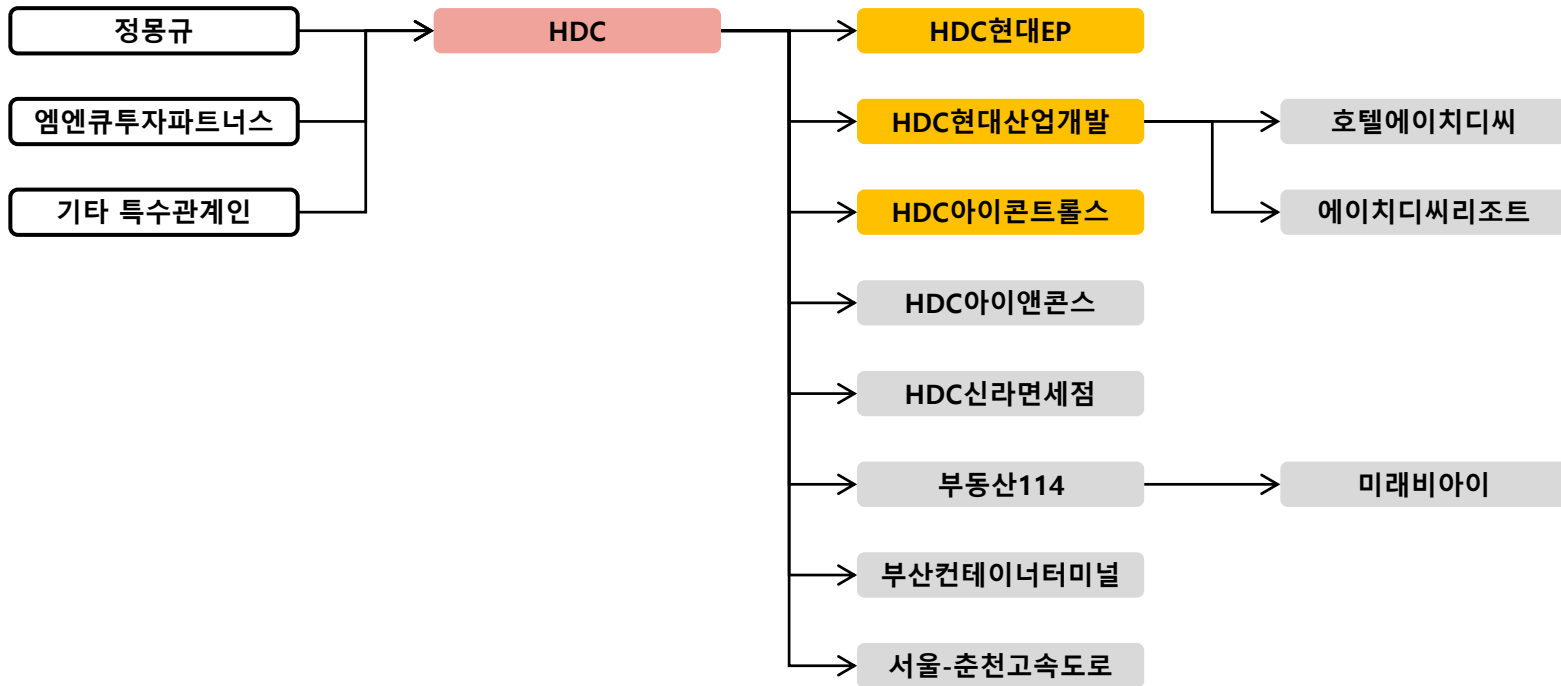 정몽규
HDC
HDC현대EP
엠엔큐투자파트너스
HDC현대산업개발
호텔에이치디씨
기타 특수관계인
HDC아이콘트롤스
에이치디씨리조트
HDC아이앤콘스
HDC신라면세점
부동산114
미래비아이
부산컨테이너터미널
서울-춘천고속도로